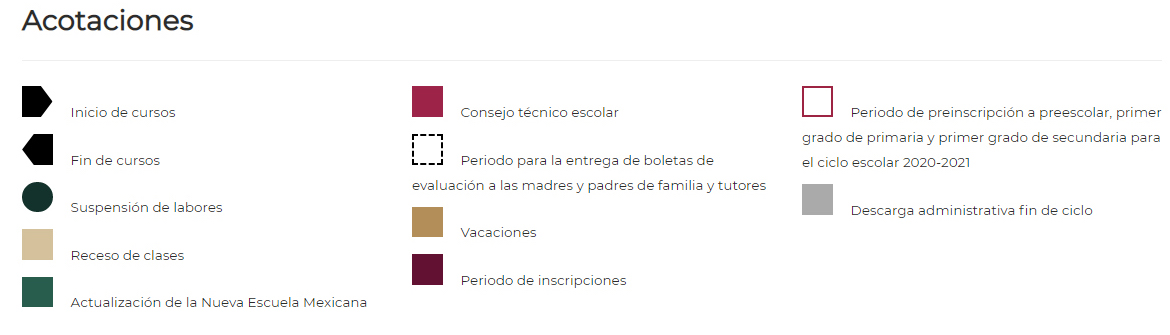 Acotaciones
Inicio de cursos
Fin de cursos
Suspensión de labores
Receso de clases
Actualización de la Nueva Escuela Mexicana
Consejo técnico escolar
Periodo para la entrega de boletas de
evaluación a las madres y padres de familia y tutores
Vacaciones
Periodo de inscripciones
Periodo de preinscripción a preescolar, primer
grado de primaria y primer grado de secundaria para
el ciclo escolar 2020-2021
Descarga administrativa fin de ciclo